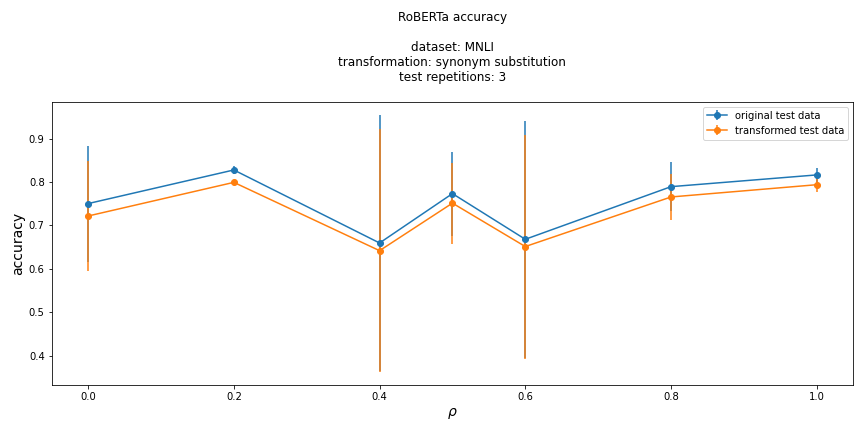 RoBERTa accuracy
dataset: MNLI
transformation: synonym substitution
test repetitions: 3
original test data
transformed test data
accuracy
0.9
0.8
0.7
0.6
0.5
0.4
0.0 0.2 0.4 0.6 0.8 1.0
ρ